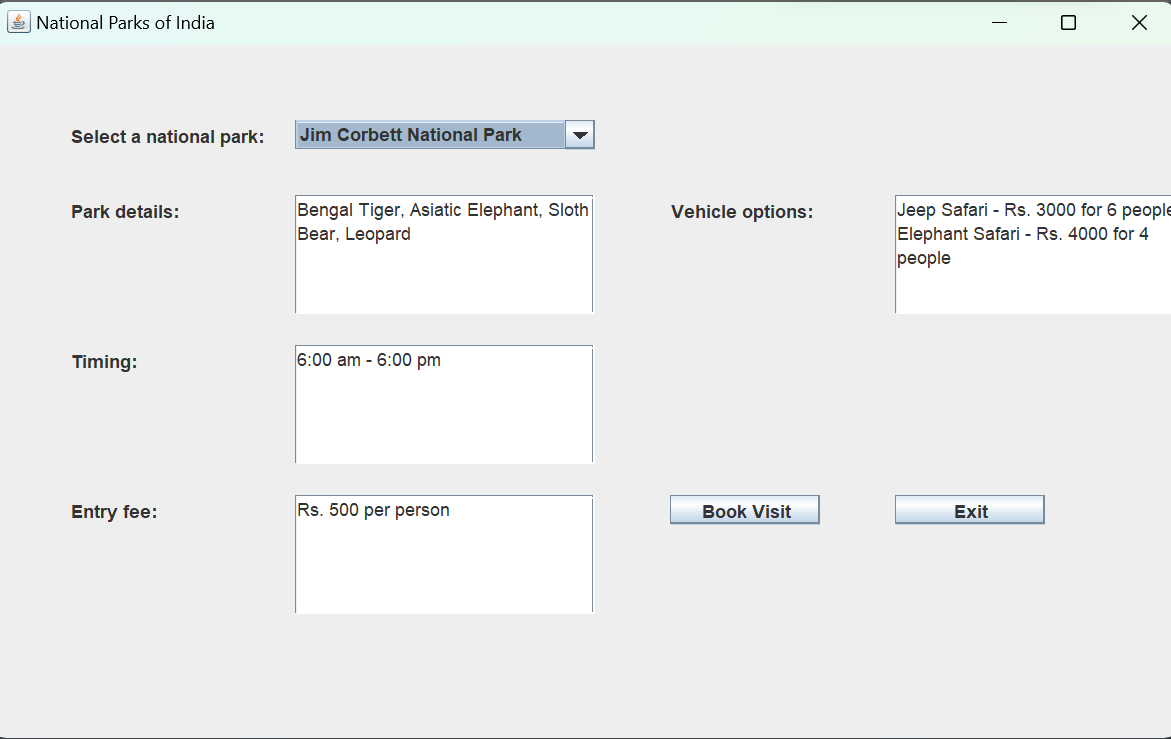 National Parks of India
Select a national park:
Jim Corbett National Park
Park details:
Bengal Tiger, Asiatic Elephant, Sloth
Bear, Leopard
Vehicle options:
Jeep Safari - Rs. 3000 for 6 people
Elephant Safari - Rs. 4000 for 4
people
Timing:
6:00 am - 6:00 pm
Entry fee:
Rs. 500 per person
Book Visit
Exit